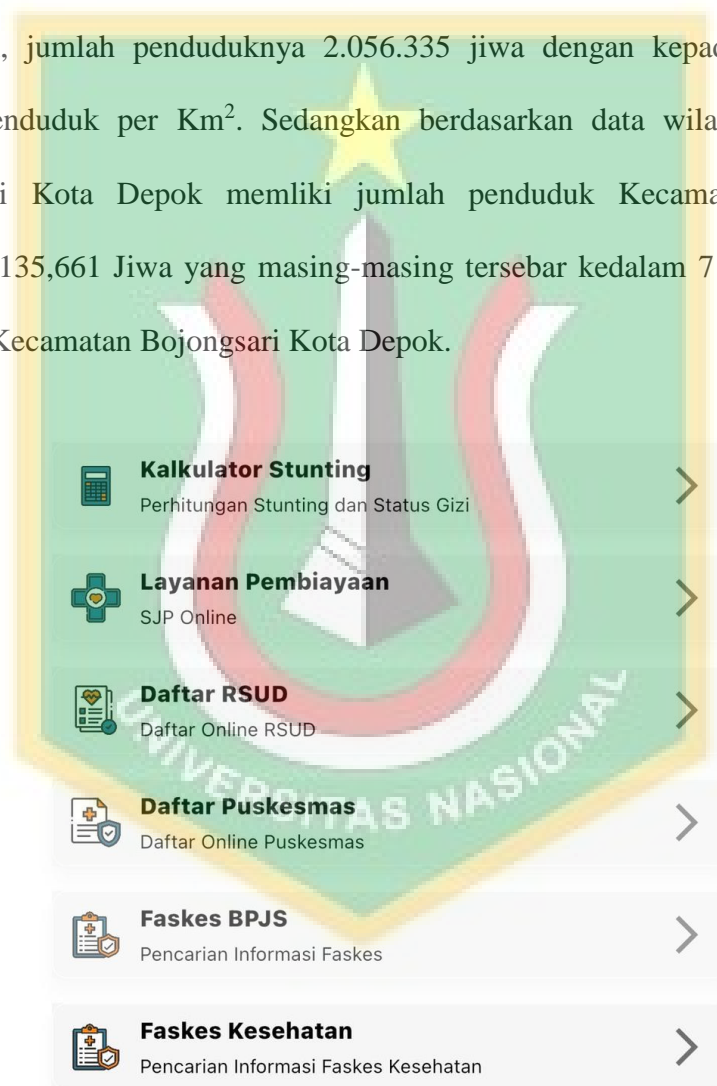 , jumlah penduduknya 2.056.335 jiwa dengan kepac
enduduk per Km². Sedangkan berdasarkan data wila
i Kota Depok memliki jumlah penduduk Kecama
135,661 Jiwa yang masing-masing tersebar kedalam 7
Kecamatan Bojongsari Kota Depok.
Kalkulator Stunting
Perhitungan Stunting dan Status Gizi
Layanan Pembiayaan
SJP Online
Daftar RSUD
Daftar Online RSUD
Daftar Puskesmas
Daftar Online Puskesmas
Faskes BPJS
Pencarian Informasi Faskes
Faskes Kesehatan
Pencarian Informasi Faskes Kesehatan
UNIVERSITAS NASIONAL